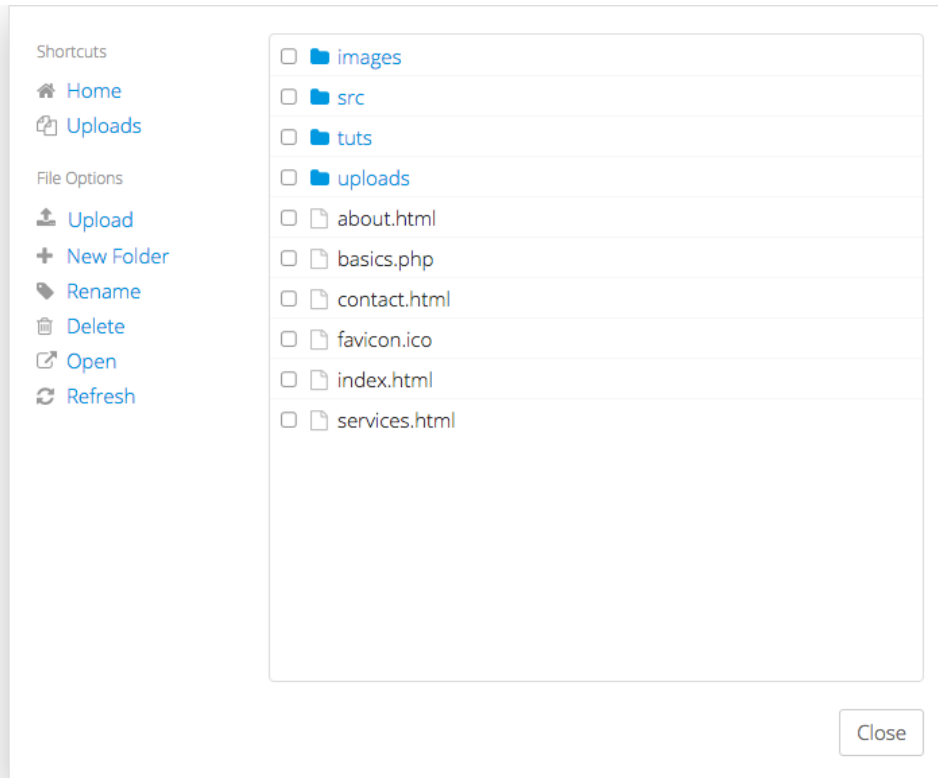 Shortcuts
Home
Uploads
File Options
Upload
New Folder
Rename
Delete
Open
Refresh
images
src
tuts
uploads
about.html
basics.php
contact.html
favicon.ico
index.html
services.html
Close